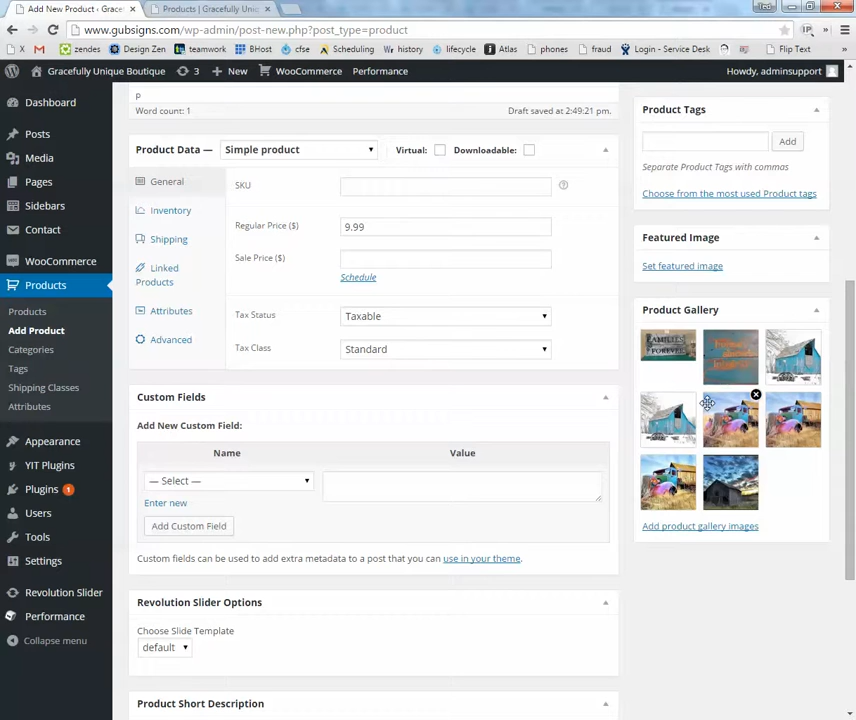 Add New Product ‹ Grace
Products | Gracefully Uniq
Ted
www.gubsigns.com/wp-admin/post-new.php?post_type=product
X zendes Design Zen teamwork BHost cfse Scheduling history lifecycle Atlas phones fraud Login - Service Desk Flip Text
Gracefully Unique Boutique 3 New WooCommerce Performance Howdy, adminsupport
Dashboard
Posts
Media
Pages
Sidebars
Contact
WooCommerce
Products
Products
Add Product
Categories
Tags
Shipping Classes
Attributes
Appearance
YIT Plugins
Plugins 1
Users
Tools
Settings
Revolution Slider
Performance
Collapse menu
p
Word count: 1 Draft saved at 2:49:21 pm.
Product Data — Simple product Virtual: Downloadable:
General
Inventory
Shipping
Linked
Products
Attributes
Advanced
SKU
Regular Price ($) 9.99
Sale Price ($)
Schedule
Tax Status Taxable
Tax Class Standard
Custom Fields
Add New Custom Field:
Name Value
— Select —
Enter new
Add Custom Field
Custom fields can be used to add extra metadata to a post that you can use in your theme.
Revolution Slider Options
Choose Slide Template
default
Product Short Description
Product Tags
Add
Separate Product Tags with commas
Choose from the most used Product tags
Featured Image
Set featured image
Product Gallery
FAMILIES
FOREVER
Add product gallery images